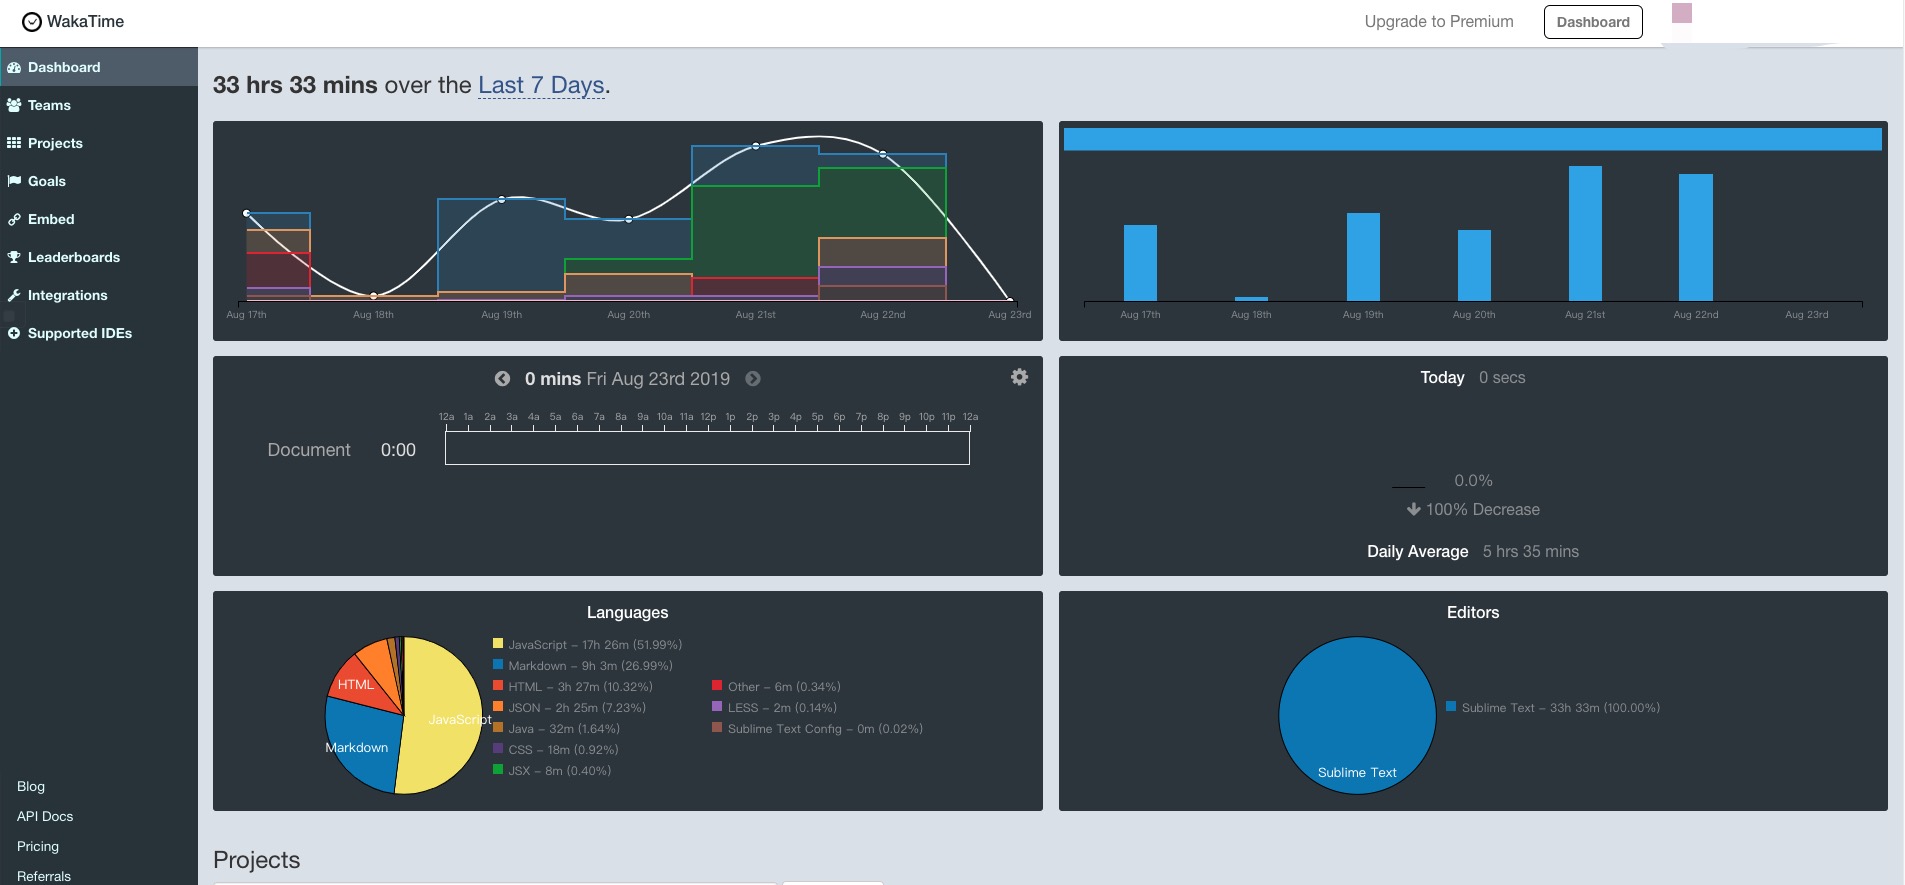 WakaTime
Upgrade to Premium
Dashboard
Dashboard
Teams
Projects
Goals
Embed
Leaderboards
Integrations
Supported IDEs
Blog
API Docs
Pricing
Referrals
33 hrs 33 mins over the Last 7 Days.
Aug 17th Aug 18th Aug 19th Aug 20th Aug 21st Aug 22nd Aug 23rd
Aug 17th Aug 18th Aug 19th Aug 20th Aug 21st Aug 22nd Aug 23rd
0 mins Fri Aug 23rd 2019
12a 1a 2a 3a 4a 5a 6a 7a 8a 9a 10a 11a 12p 1p 2p 3p 4p 5p 6p 7p 8p 9p 10p 11p 12a
Document 0:00
Today 0 secs
0.0%
100% Decrease
Daily Average 5 hrs 35 mins
Languages
HTML
JavaScript
Markdown
JavaScript – 17h 26m (51.99%)
Markdown – 9h 3m (26.99%)
HTML – 3h 27m (10.32%)
JSON – 2h 25m (7.23%)
Java – 32m (1.64%)
CSS – 18m (0.92%)
JSX – 8m (0.40%)
Other – 6m (0.34%)
LESS – 2m (0.14%)
Sublime Text Config – 0m (0.02%)
Editors
Sublime Text
Sublime Text – 33h 33m (100.00%)
Projects